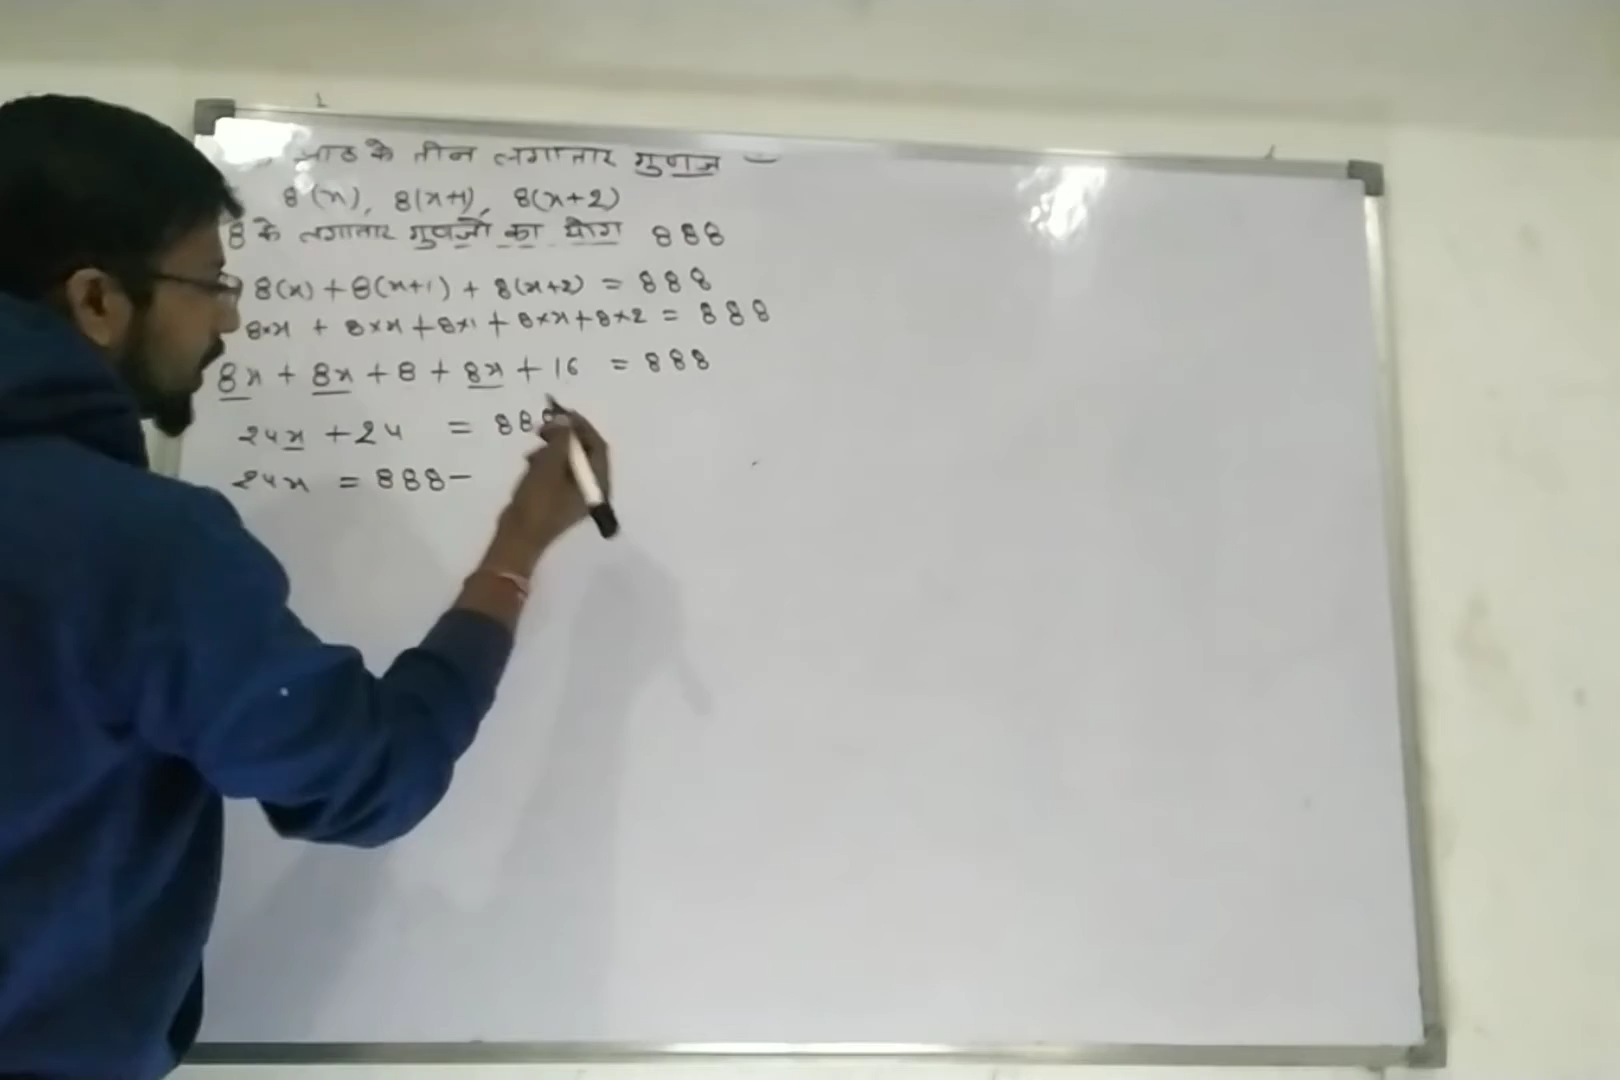 आठ के तीन लगातार गुणज -
8(x), 8(x+1), 8(x+2)
8 के लगातार गुणजों का योग 888
8(x) + 8(x+1) + 8(x+2) = 888
8×x + 8×x + 8×1 + 8×x + 8×2 = 888
8x + 8x + 8 + 8x + 16 = 888
24x + 24 = 888
24x = 888 -